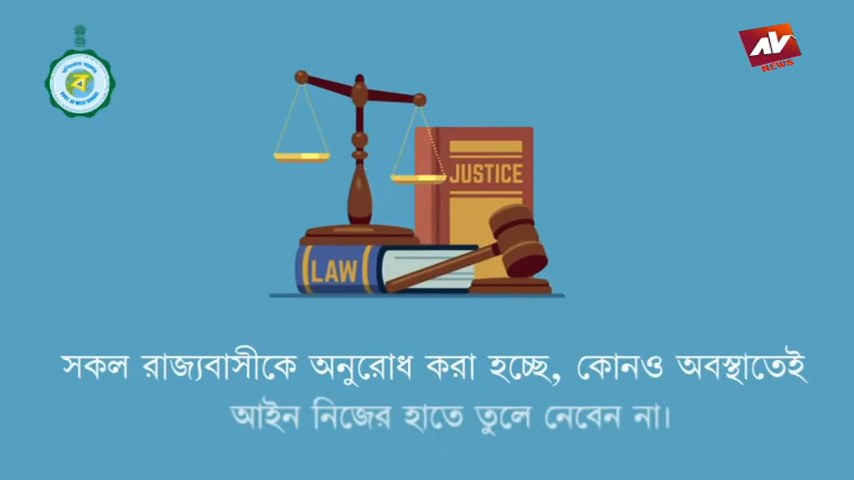 AV
NEWS
JUSTICE
LAW
সকল রাজ্যবাসীকে অনুরোধ করা হচ্ছে, কোনও অবস্থাতেই
আইন নিজের হাতে তুলে নেবেন না।